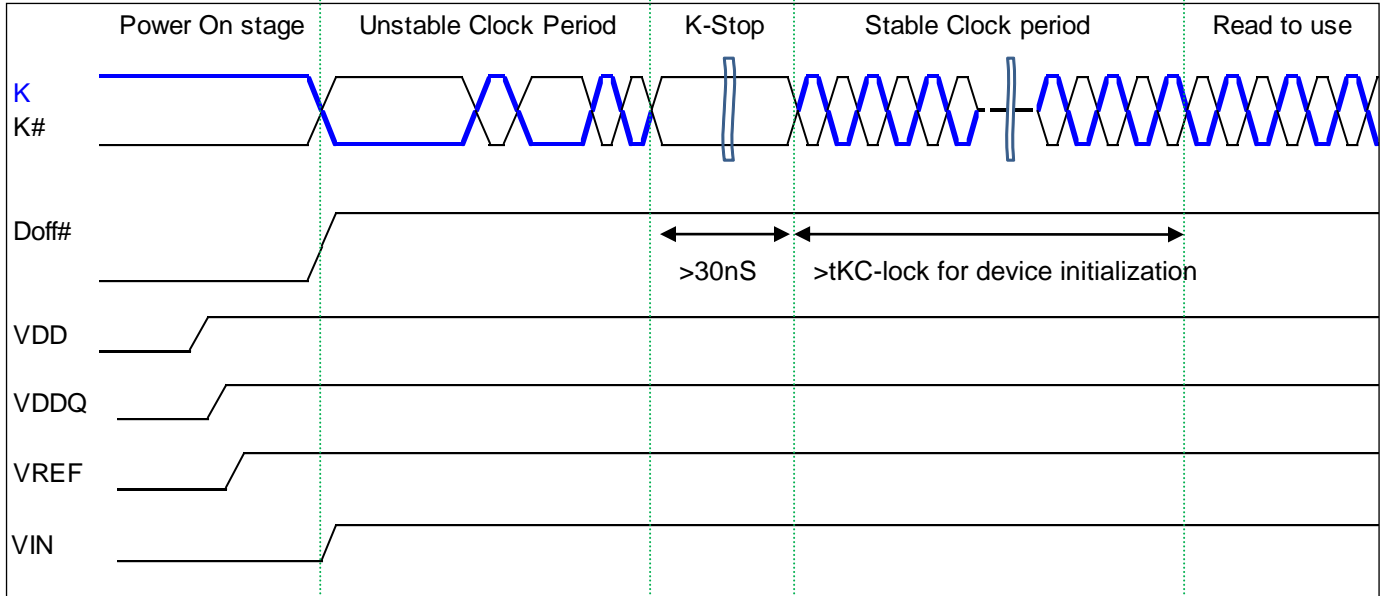 Power On stage Unstable Clock Period K-Stop Stable Clock period Read to use
K
K#
Doff#
>30nS >tKC-lock for device initialization
VDD
VDDQ
VREF
VIN